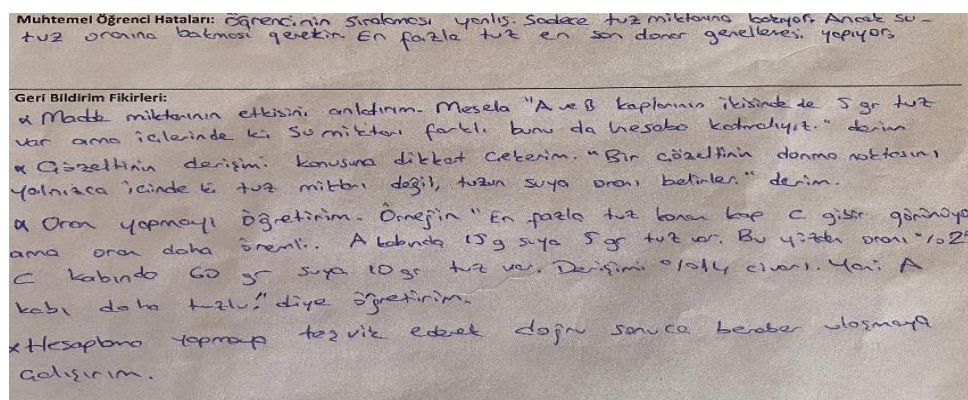 Muhtemel Öğrenci Hataları: Öğrencinin sıralaması yanlış. Sadece tuz miktarına bakıyor. Ancak su-
tuz oranına bakması gerekir. En fazla tuz en son donar genellemesi yapıyor.
Geri Bildirim Fikirleri:
x Madde miktarının etkisini anlatırım. Mesela "A ve B kaplarının ikisinde de 5 gr tuz
var ama içlerinde ki su miktarı farklı bunu da hesaba katmalıyız." derim
x Çözeltinin derişimi konusuna dikkat çekerim. "Bir çözeltinin donma noktasını
yalnızca içinde ki tuz miktarı değil, tuzun suya oranı belirler." derim.
x Oran yapmayı öğretirim. Örneğin "En fazla tuz konan kap C gibi görünüyo
ama oran daha önemli. A kabında 15 g suya 5 gr tuz var. Bu yüzden oranı %25
C kabında 60 gr suya 10 gr tuz var. Derişimi %14 civarı. Yani A
kabı daha tuzlu." diye öğretirim.
x Hesaplama yapmayı teşvik ederek doğru sonuca beraber ulaşmaya
çalışırım.